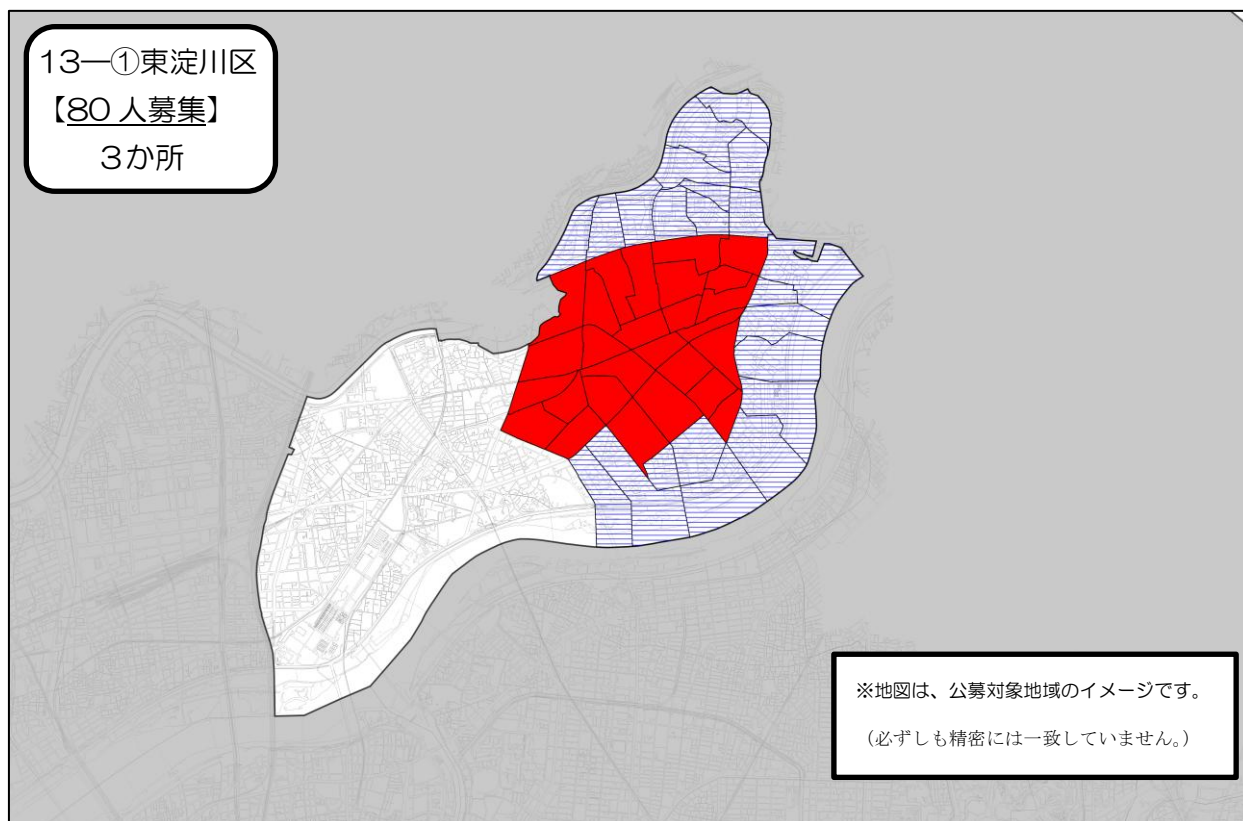 13―①東淀川区
【80人募集】
3か所
※地図は、公募対象地域のイメージです。
（必ずしも精密には一致していません。）